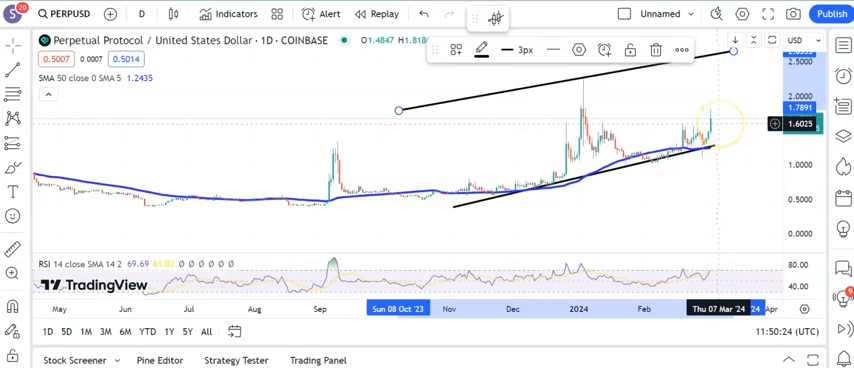 S 20 PERPUSD D Indicators Alert Replay Unnamed Publish
Perpetual Protocol / United States Dollar · 1D · COINBASE O1.4847
3px
USD
0.5007 0.0007 0.5014
SMA 50 close 0 SMA 5 1.2435
2.5000
2.0000
1.7891
1.6025
1.0000
0.5000
0.0000
RSI 14 close SMA 14 2 69.69 61.02 Ø Ø Ø Ø Ø Ø
80.00
40.00
TradingView
May Jun Jul Aug Sep Sun 08 Oct '23 Nov Dec 2024 Feb Thu 07 Mar '24 '24 Apr
1D 5D 1M 3M 6M YTD 1Y 5Y All
11:50:24 (UTC)
9
Stock Screener Pine Editor Strategy Tester Trading Panel